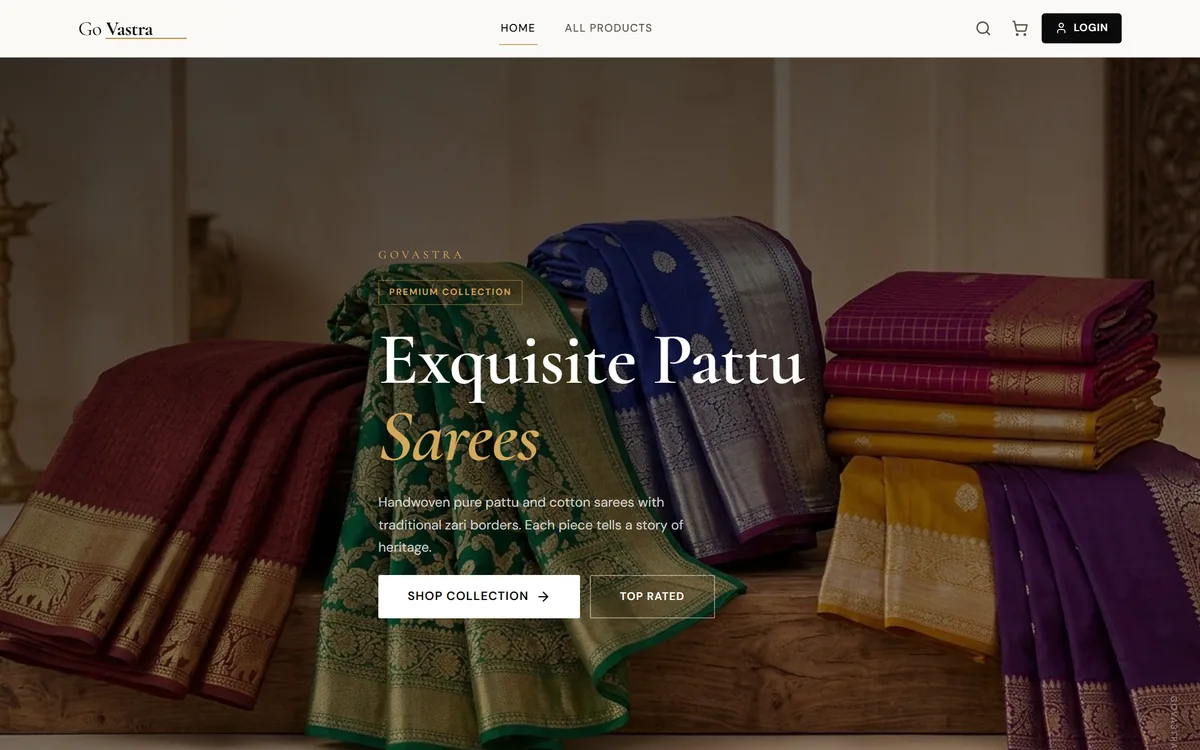 Go Vastra
HOME
ALL PRODUCTS
LOGIN
GOVASTRA
PREMIUM COLLECTION
Exquisite Pattu
Sarees
Handwoven pure pattu and cotton sarees with
traditional zari borders. Each piece tells a story of
heritage.
SHOP COLLECTION →
TOP RATED